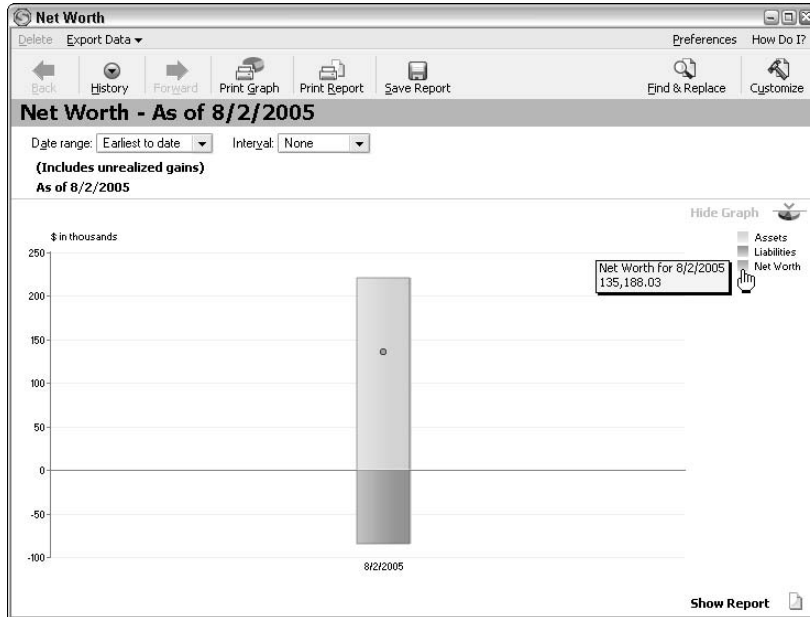 Net Worth
Delete Export Data Preferences How Do I?
Back History Forward Print Graph Print Report Save Report Find & Replace Customize
Net Worth - As of 8/2/2005
Date range: Earliest to date Interval: None
(Includes unrealized gains)
As of 8/2/2005
Hide Graph
$ in thousands
Assets
Liabilities
Net Worth
Net Worth for 8/2/2005
135,188.03
250
200
150
100
50
0
-50
-100
8/2/2005
Show Report